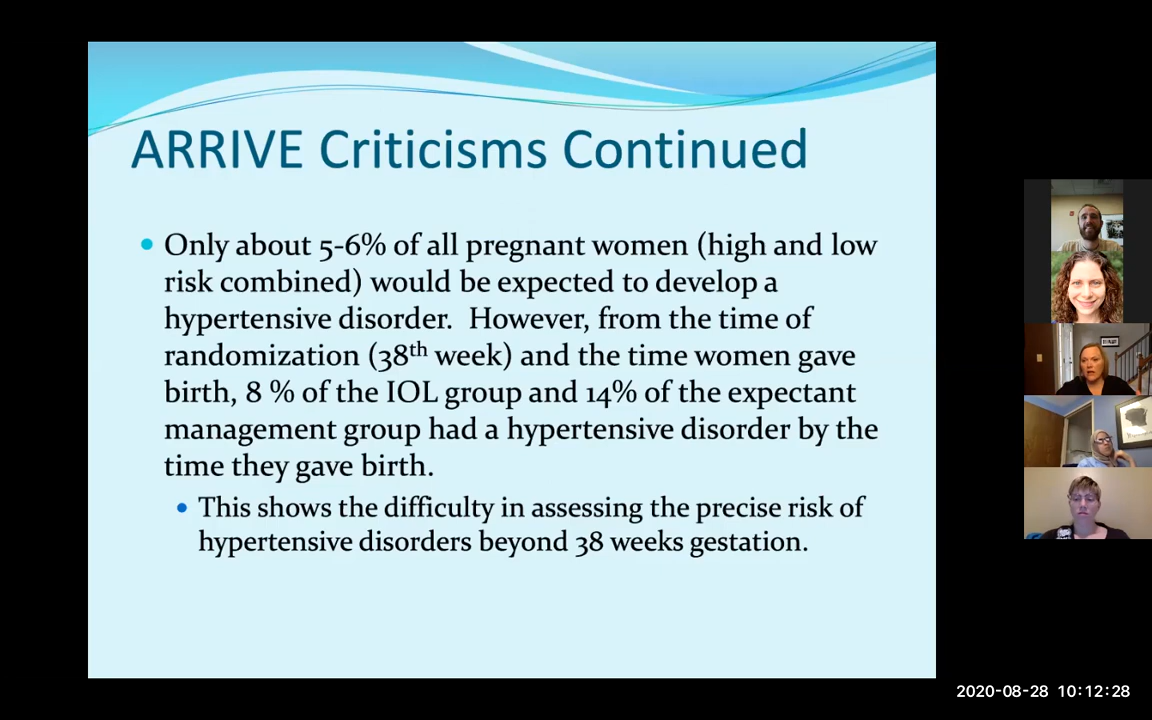 ARRIVE Criticisms Continued
• Only about 5-6% of all pregnant women (high and low
risk combined) would be expected to develop a
hypertensive disorder.  However, from the time of
randomization (38th week) and the time women gave
birth, 8 % of the IOL group and 14% of the expectant
management group had a hypertensive disorder by the
time they gave birth.
• This shows the difficulty in assessing the precise risk of
hypertensive disorders beyond 38 weeks gestation.
2020-08-28 10:12:28